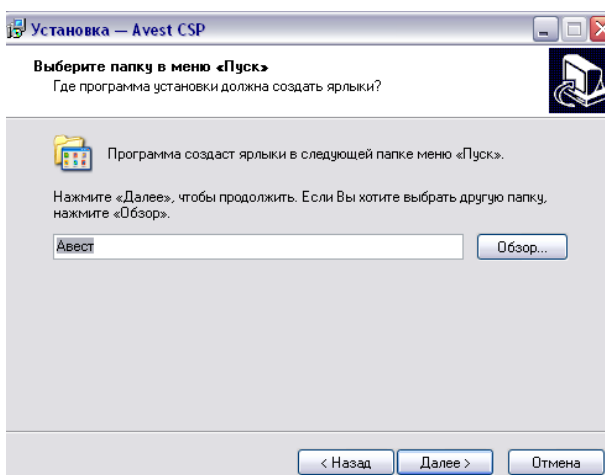 Установка — Avest CSP
Выберите папку в меню «Пуск»
Где программа установки должна создать ярлыки?
Программа создаст ярлыки в следующей папке меню «Пуск».
Нажмите «Далее», чтобы продолжить. Если Вы хотите выбрать другую папку,
нажмите «Обзор».
Авест
Обзор...
< Назад
Далее >
Отмена